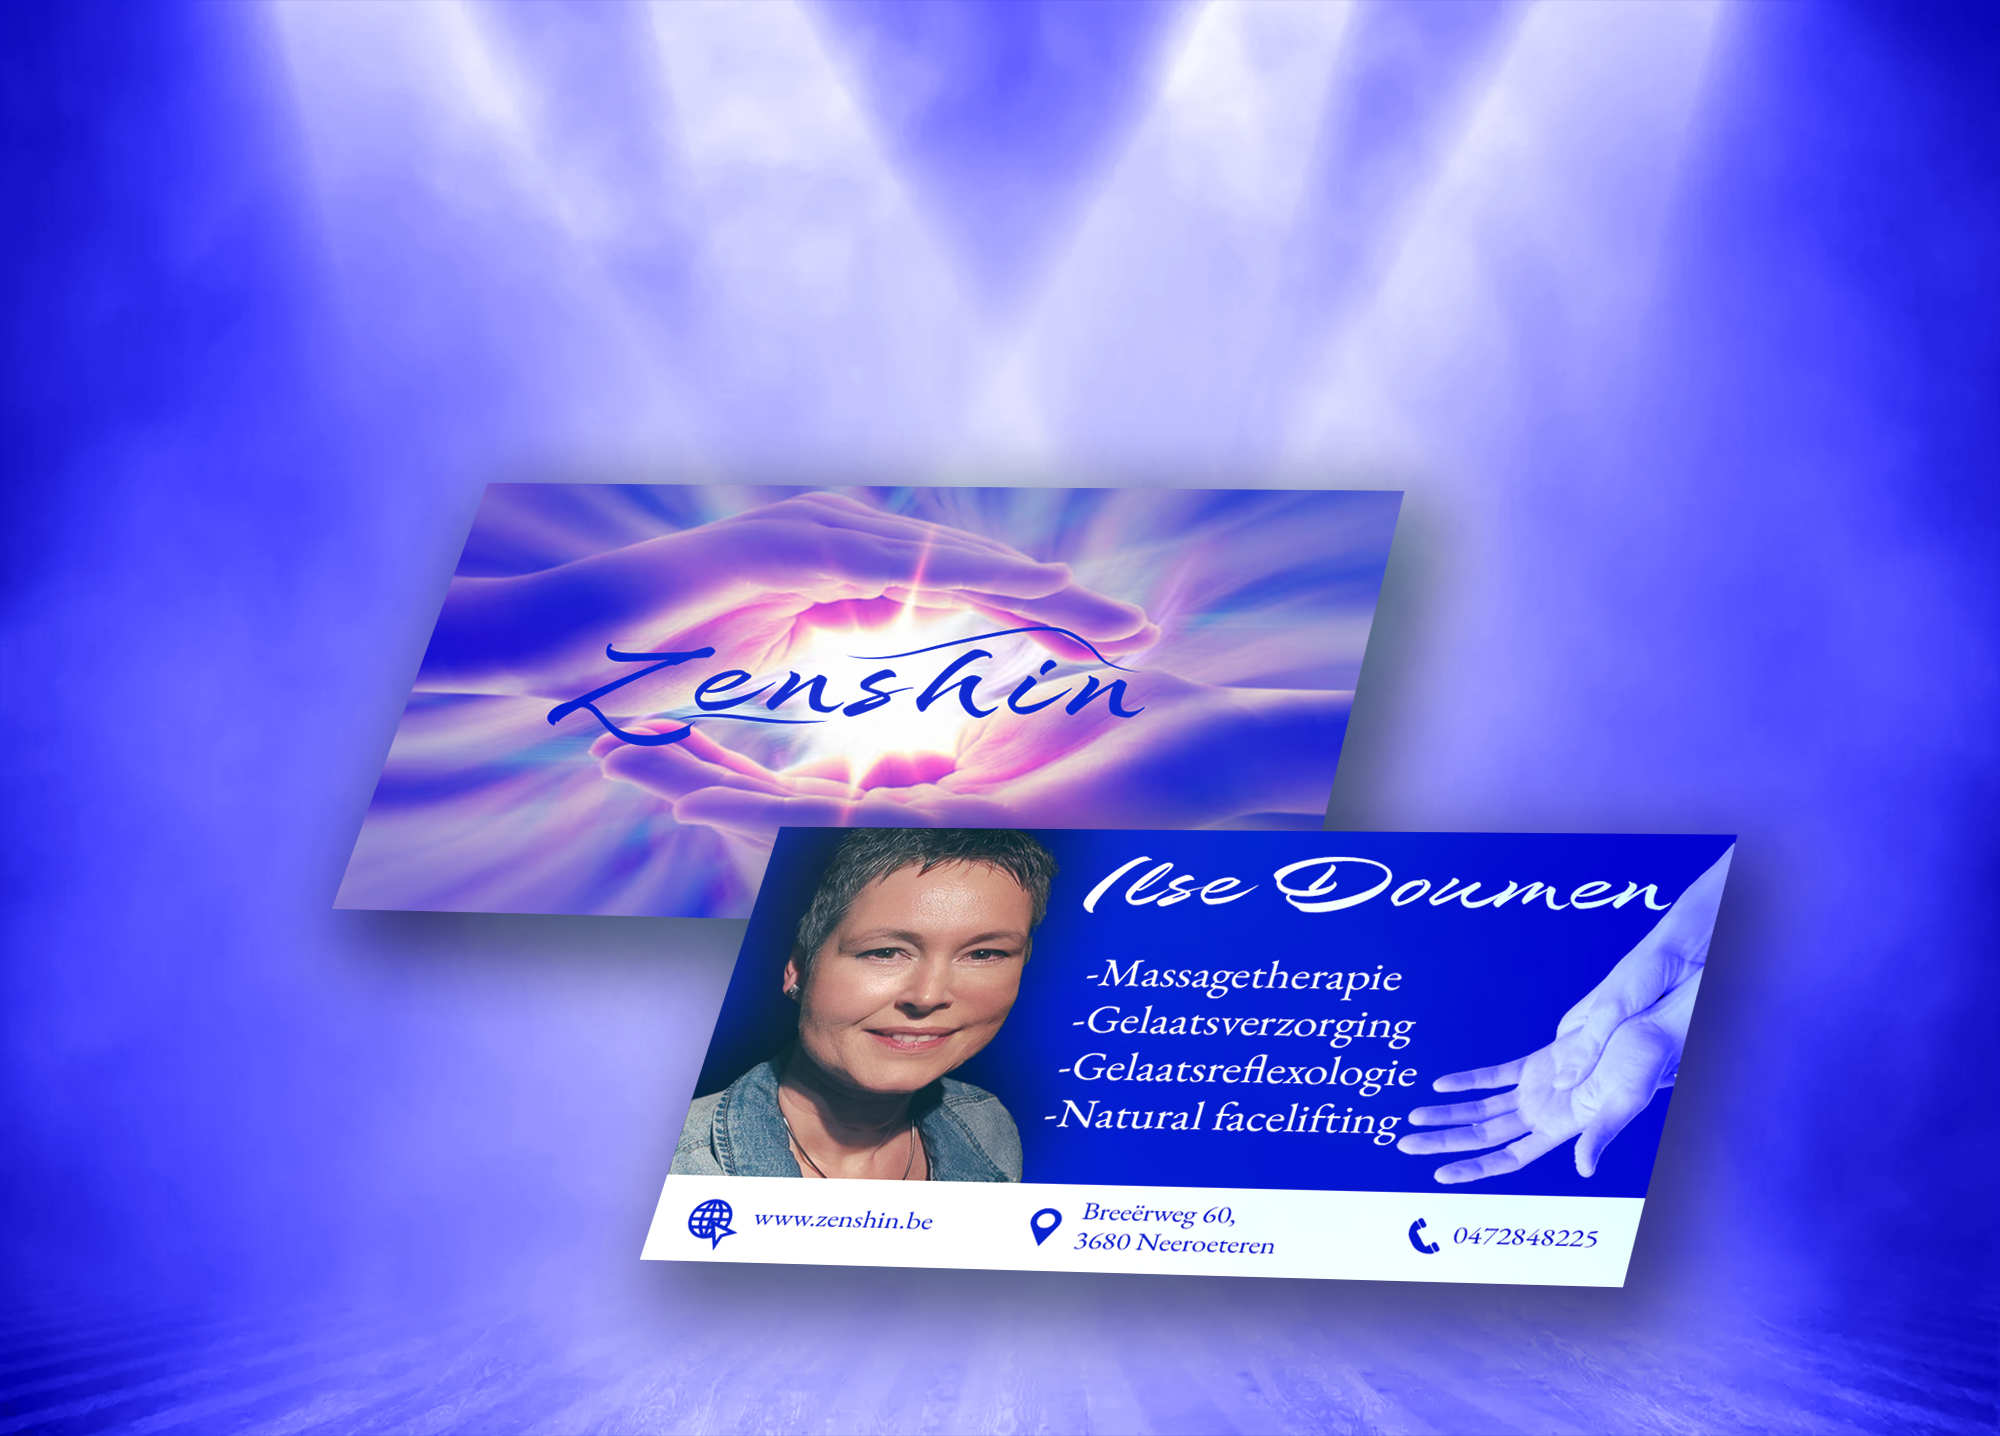 Zenshin
Ilse Doumen
-Massagetherapie
-Gelaatsverzorging
-Gelaatsreflexologie
-Natural facelifting
www.zenshin.be
Breeërweg 60,
3680 Neeroeteren
0472848225